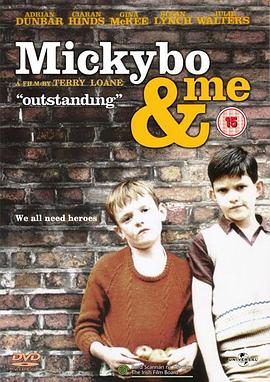 ADRIAN CIARAN GINA SUSAN JULIE
DUNBAR HINDS McKEE LYNCH WALTERS
Mickybo
A FILM BY TERRY LOANE
& me
"outstanding"
15
We all need heroes
DVD
VIDEO
The Irish Film Board
UNIVERSAL